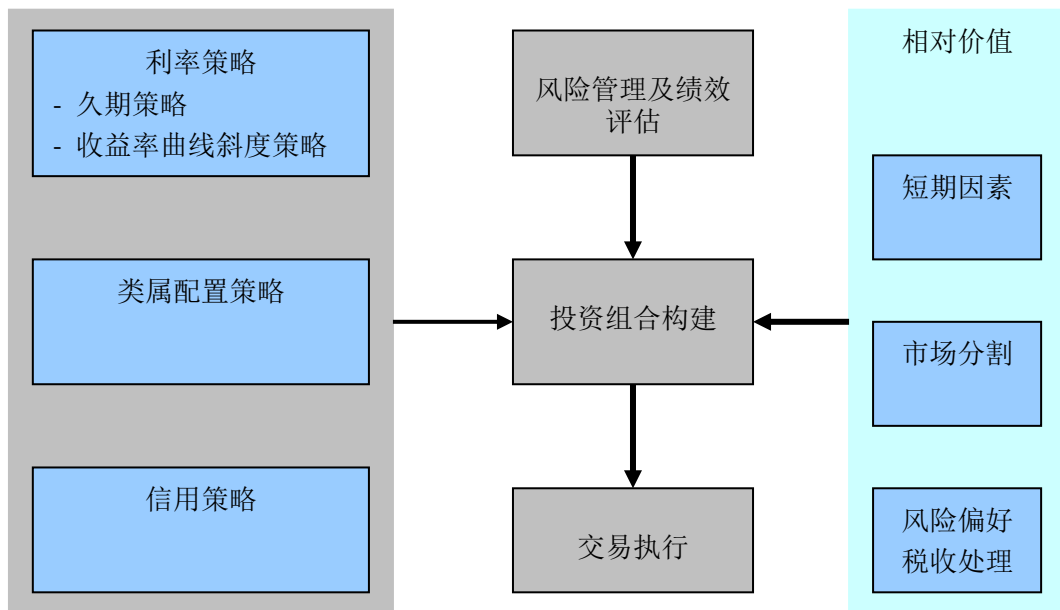 利率策略
- 久期策略
- 收益率曲线斜度策略
类属配置策略
信用策略
风险管理及绩效
评估
投资组合构建
交易执行
相对价值
短期因素
市场分割
风险偏好
税收处理